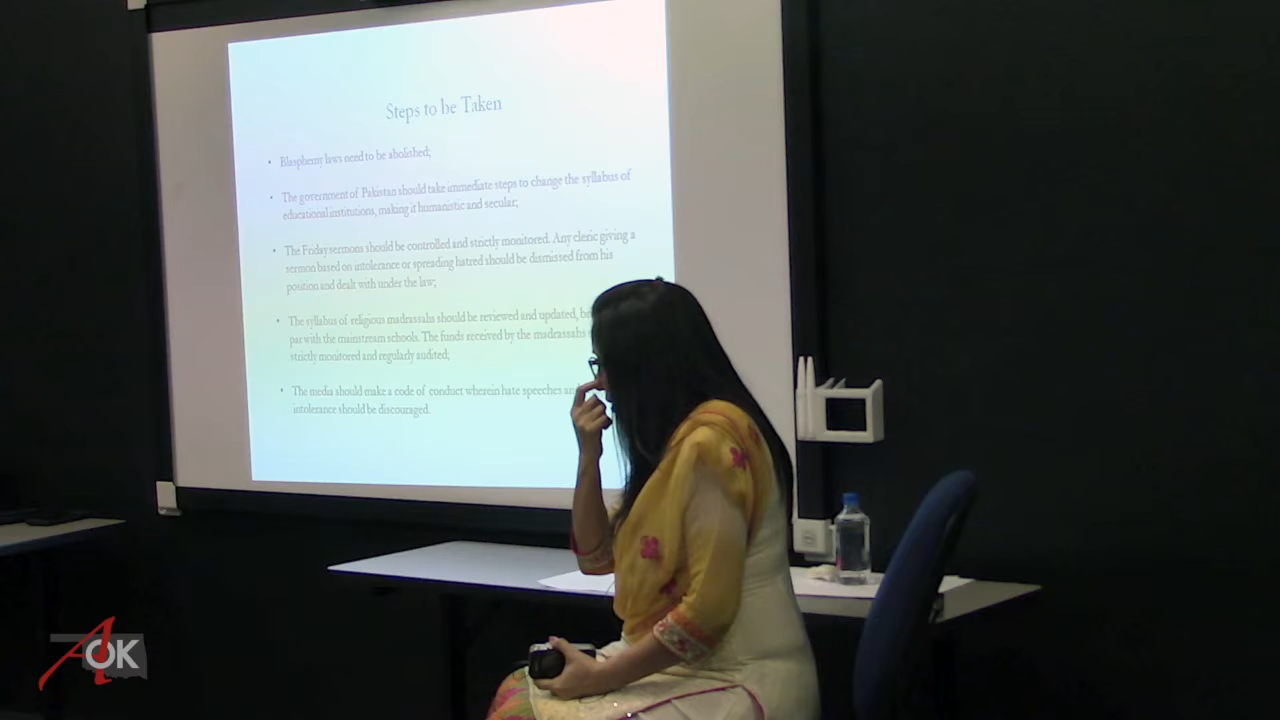 Steps to be Taken
• Blasphemy laws need to be abolished;
• The government of Pakistan should take immediate steps to change the syllabus of
educational institutions, making it humanistic and secular;
• The Friday sermons should be controlled and strictly monitored. Any cleric giving a
sermon based on intolerance or spreading hatred should be dismissed from his
position and dealt with under the law;
• The syllabus of religious madrassahs should be reviewed and updated,
par with the mainstream schools. The funds received by the madrassahs
strictly monitored and regularly audited;
• The media should make a code of conduct wherein hate speeches
intolerance should be discouraged.
AOK